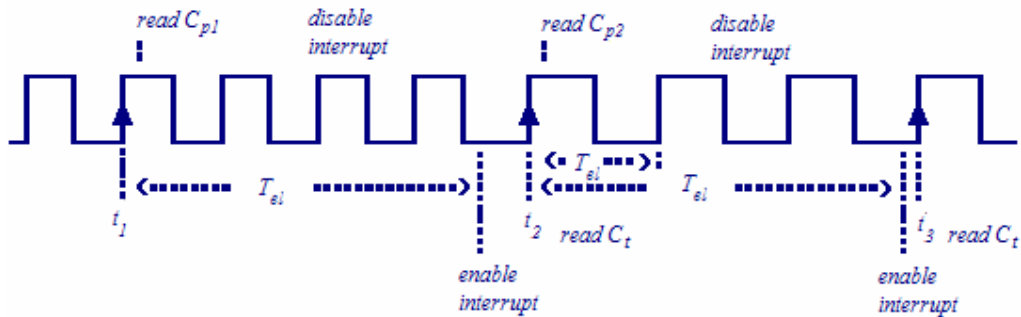 read C_p1
disable
interrupt
read C_p2
disable
interrupt
T_el
T_el
T_el
t_1
t_2 read C_t
t_3 read C_t
enable
interrupt
enable
interrupt